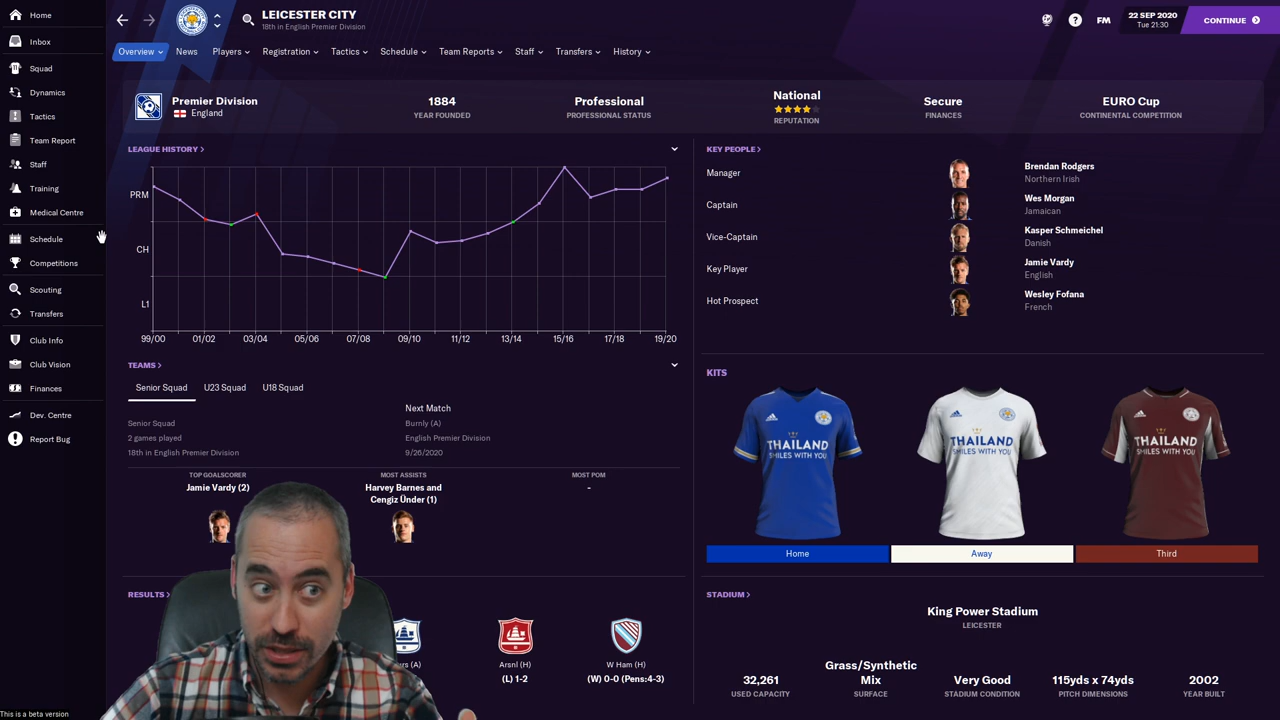 Home
LEICESTER CITY
18th in English Premier Division
FM
22 SEP 2020
Tue 21:30
CONTINUE
Inbox
Overview
News
Players
Registration
Tactics
Schedule
Team Reports
Staff
Transfers
History
Squad
Dynamics
Tactics
Team Report
Staff
Training
Medical Centre
Schedule
Competitions
Scouting
Transfers
Club Info
Club Vision
Finances
Dev. Centre
Report Bug
This is a beta version
Premier Division
England
1884
YEAR FOUNDED
Professional
PROFESSIONAL STATUS
National
REPUTATION
Secure
FINANCES
EURO Cup
CONTINENTAL COMPETITION
LEAGUE HISTORY
PRM
CH
L1
99/00
01/02
03/04
05/06
07/08
09/10
11/12
13/14
15/16
17/18
19/20
KEY PEOPLE
Manager
Brendan Rodgers
Northern Irish
Captain
Wes Morgan
Jamaican
Vice-Captain
Kasper Schmeichel
Danish
Key Player
Jamie Vardy
English
Hot Prospect
Wesley Fofana
French
TEAMS
Senior Squad
U23 Squad
U18 Squad
Senior Squad
2 games played
18th in English Premier Division
Next Match
Burnly (A)
English Premier Division
9/26/2020
TOP GOALSCORER
Jamie Vardy (2)
MOST ASSISTS
Harvey Barnes and
Cengiz Ünder (1)
MOST POM
-
KITS
THAILAND
SMILES WITH YOU
THAILAND
SMILES WITH YOU
THAILAND
SMILES WITH YOU
Home
Away
Third
RESULTS
(A)
Arsnl (H)
(L) 1-2
W Ham (H)
(W) 0-0 (Pens:4-3)
STADIUM
King Power Stadium
LEICESTER
32,261
USED CAPACITY
Grass/Synthetic
Mix
SURFACE
Very Good
STADIUM CONDITION
115yds x 74yds
PITCH DIMENSIONS
2002
YEAR BUILT